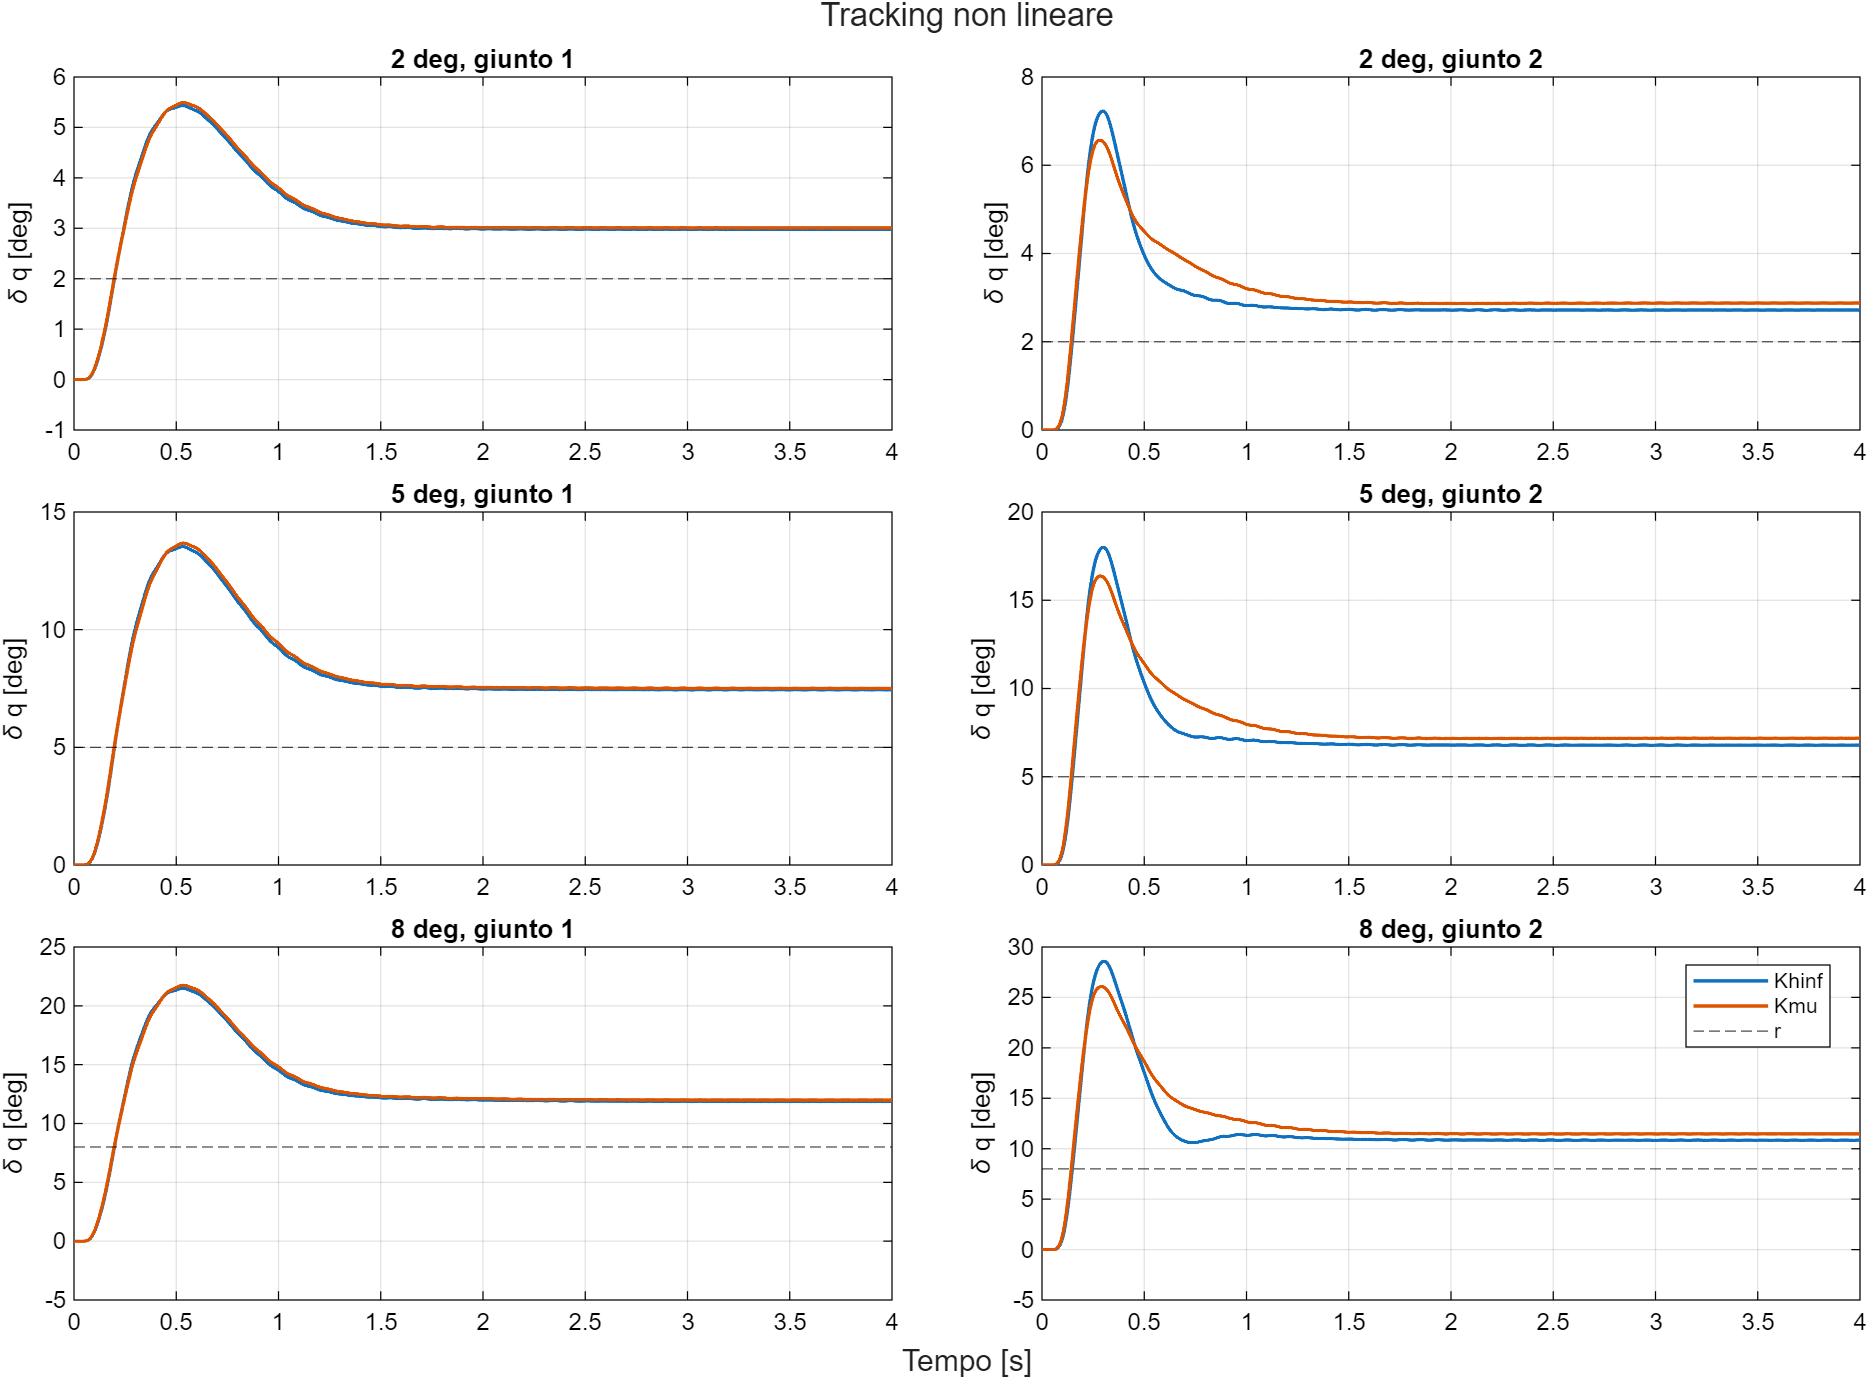 Tracking non lineare
2 deg, giunto 1
δ q [deg]
6
5
4
3
2
1
0
-1
0 0.5 1 1.5 2 2.5 3 3.5 4
2 deg, giunto 2
δ q [deg]
8
6
4
2
0
0 0.5 1 1.5 2 2.5 3 3.5 4
5 deg, giunto 1
δ q [deg]
15
10
5
0
0 0.5 1 1.5 2 2.5 3 3.5 4
5 deg, giunto 2
δ q [deg]
20
15
10
5
0
0 0.5 1 1.5 2 2.5 3 3.5 4
8 deg, giunto 1
δ q [deg]
25
20
15
10
5
0
-5
0 0.5 1 1.5 2 2.5 3 3.5 4
8 deg, giunto 2
δ q [deg]
30
25
20
15
10
5
0
-5
0 0.5 1 1.5 2 2.5 3 3.5 4
Khinf
Kmu
r
Tempo [s]